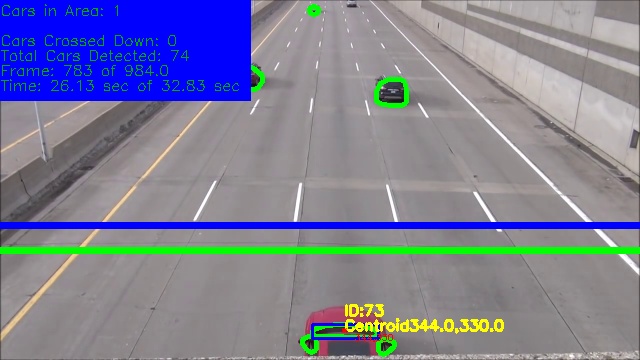 Cars in Area: 1
Cars Crossed Down: 0
Total Cars Detected: 74
Frame: 783 of 984.0
Time: 26.13 sec of 32.83 sec
ID:73
Centroid344.0,330.0